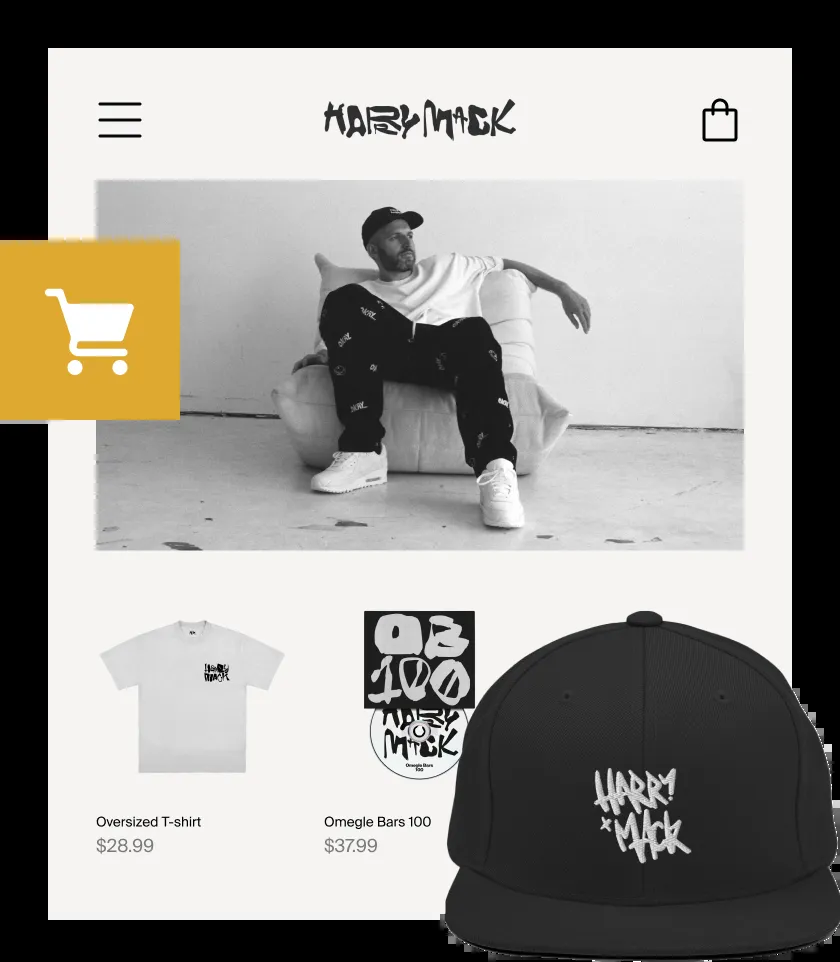 HARRY MACK
HARRY
MACK
OB
100
HARRY
MACK
Omegle Bars
100
Oversized T-shirt
$28.99
Omegle Bars 100
$37.99
HARRY
MACK